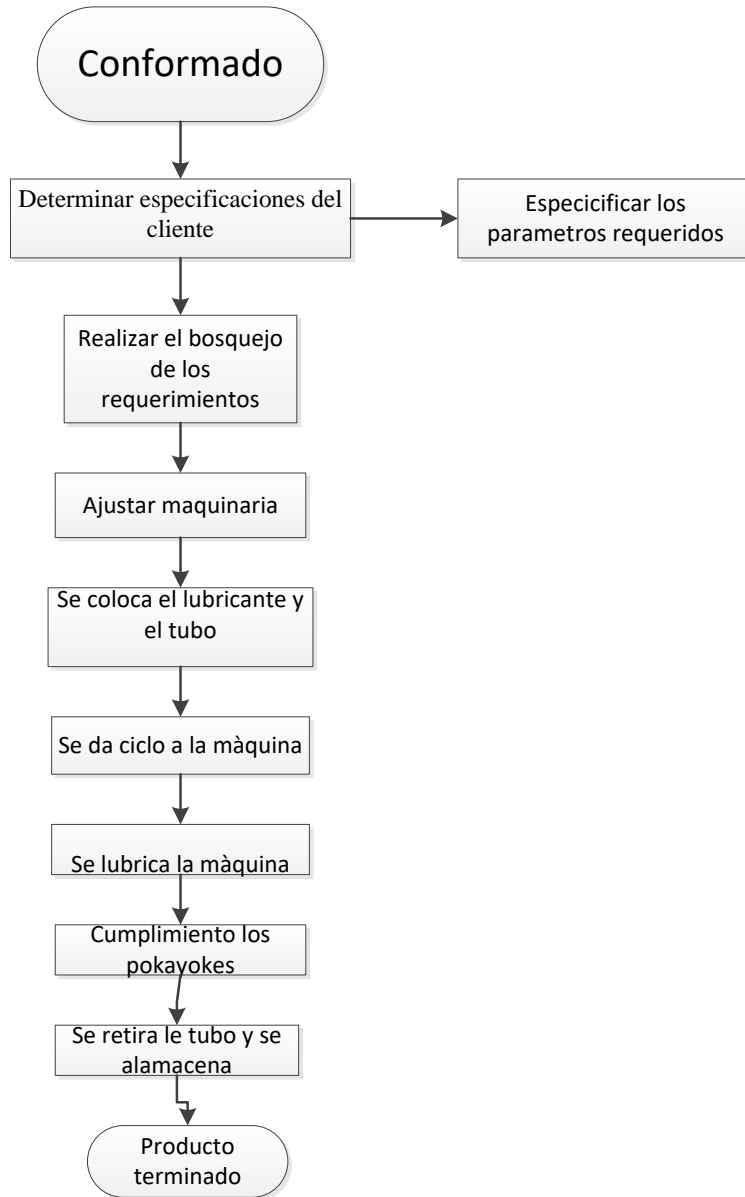 Conformado
Determinar especificaciones del
cliente
Especicificar los
parametros requeridos
Realizar el bosquejo
de los
requerimientos
Ajustar maquinaria
Se coloca el lubricante y
el tubo
Se da ciclo a la màquina
Se lubrica la màquina
Cumplimiento los
pokayokes
Se retira le tubo y se
alamacena
Producto
terminado